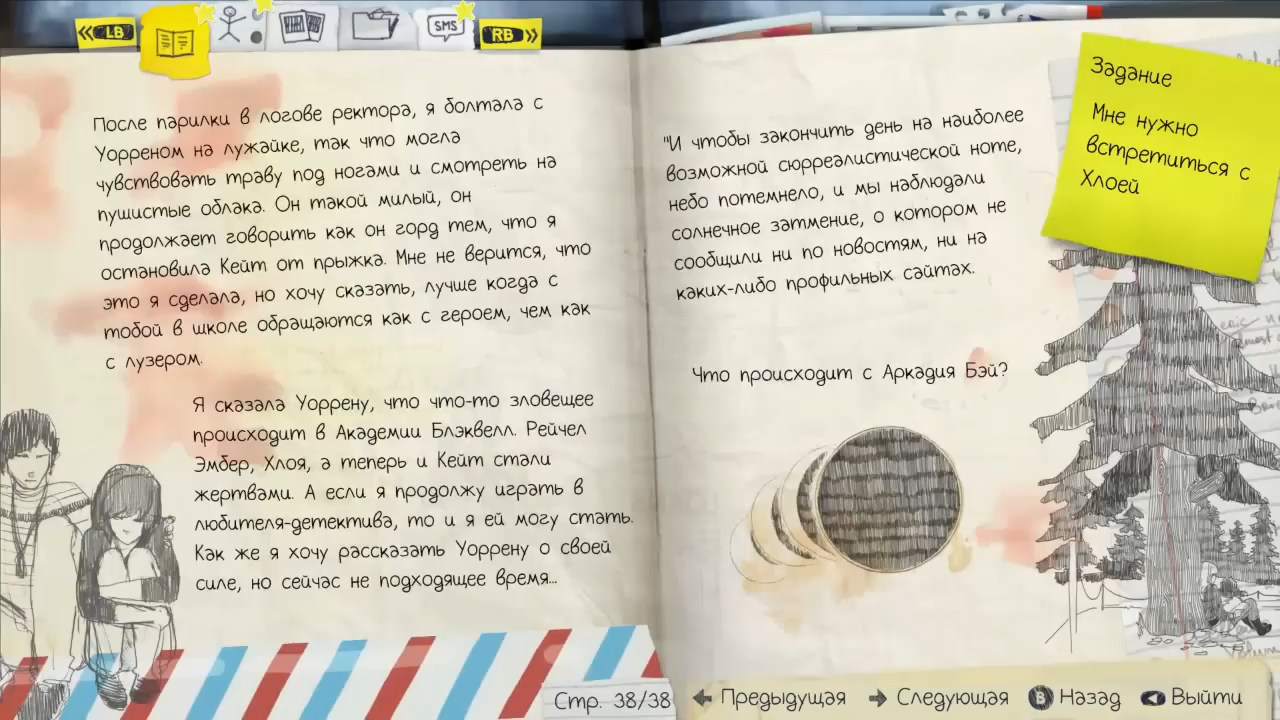 LB
SMS
RB
После парилки в логове ректора, я болтала с
Уорреном на лужайке, так что могла
чувствовать траву под ногами и смотреть на
пушистые облака. Он такой милый, он
продолжает говорить как он горд тем, что я
остановила Кейт от прыжка. Мне не верится, что
это я сделала, но хочу сказать, лучше когда с
тобой в школе обращаются как с героем, чем как
с лузером.
Я сказала Уоррену, что что-то зловещее
происходит в Академии Блэквелл. Рейчел
Эмбер, Хлоя, а теперь и Кейт стали
жертвами. А если я продолжу играть в
любителя-детектива, то и я ей могу стать.
Как же я хочу рассказать Уоррену о своей
силе, но сейчас не подходящее время...
"И чтобы закончить день на наиболее
возможной сюрреалистической ноте,
небо потемнело, и мы наблюдали
солнечное затмение, о котором не
сообщили ни по новостям, ни на
каких-либо профильных сайтах.
Что происходит с Аркадия Бэй?
Задание
Мне нужно
встретиться с
Хлоей
Стр. 38/38
Предыдущая
Следующая
B Назад
Выйти